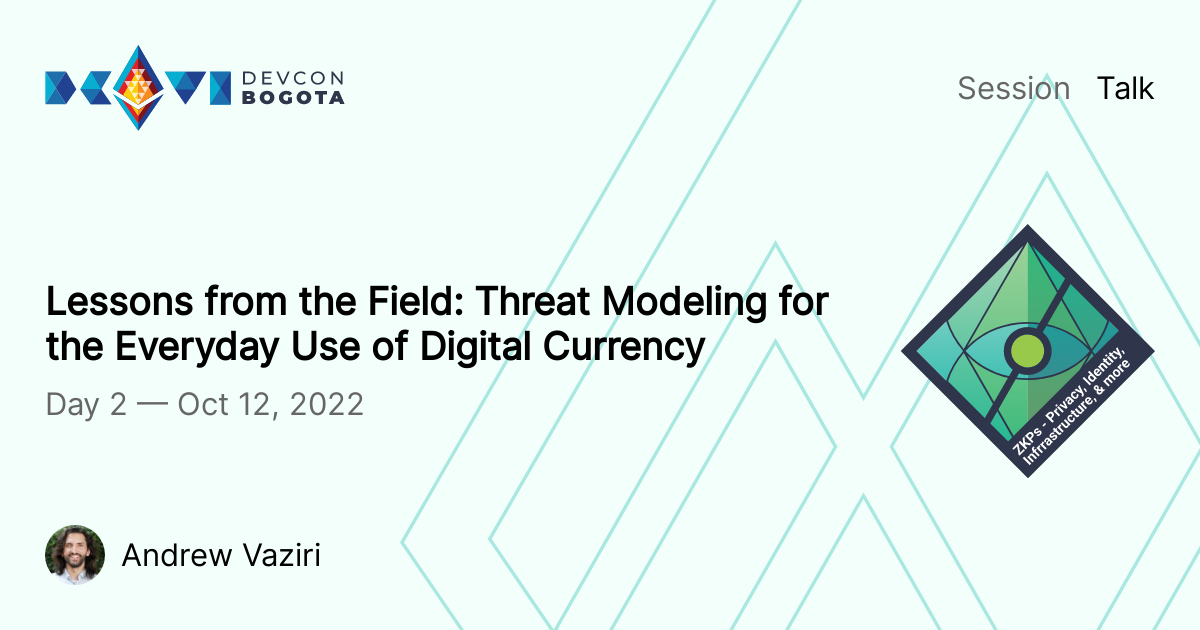 DEVCON
BOGOTA
Session Talk
Lessons from the Field: Threat Modeling for
the Everyday Use of Digital Currency
Day 2 — Oct 12, 2022
ZKPs - Privacy, Identity,
Infrrastructure, & more
Andrew Vaziri